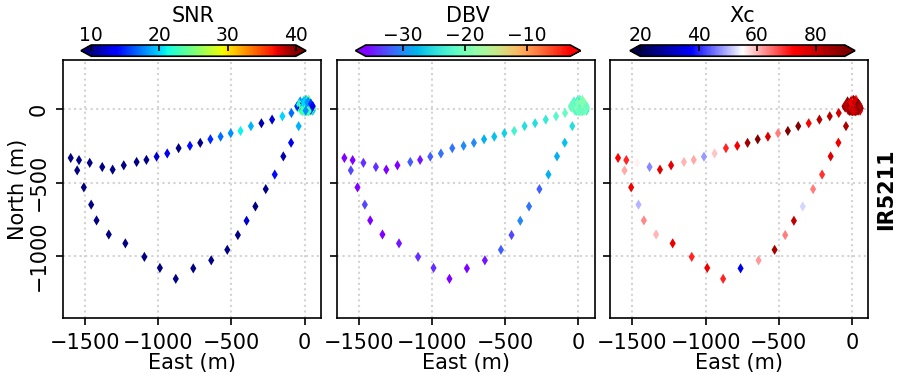 SNR DBV Xc
10 20 30 40 −30 −20 −10 20 40 60 80
North (m)
0
−500
−1000
−1500 −1000 −500 0 −1500 −1000 −500 0 −1500 −1000 −500 0
East (m) East (m) East (m)
IR5211